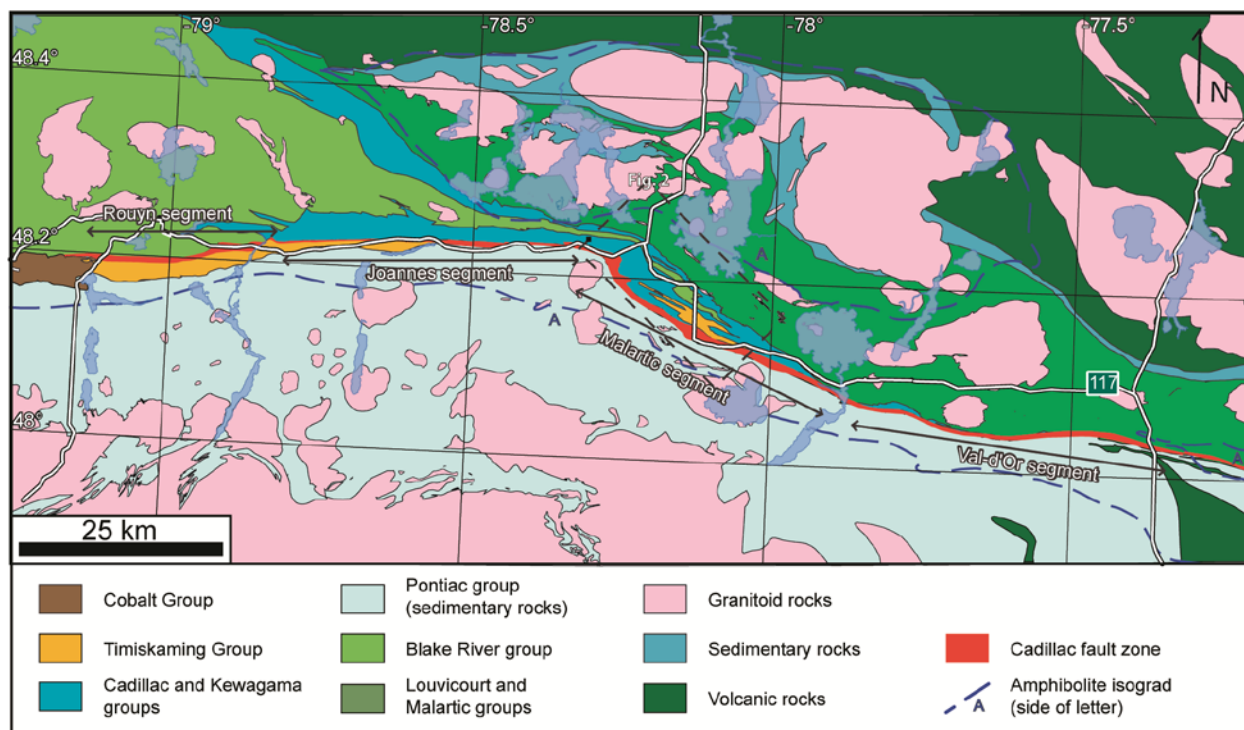 -79°
-78.5°
-78°
-77.5°
48.4°
N
Fig. 2
Rouyn segment
48.2°
A
A
Joannes segment
A
Malartic segment
117
48°
Val-d'Or segment
A
25 km
Cobalt Group
Pontiac group
(sedimentary rocks)
Granitoid rocks
Timiskaming Group
Blake River group
Sedimentary rocks
Cadillac fault zone
Cadillac and Kewagama
groups
Louvicourt and
Malartic groups
Volcanic rocks
Amphibolite isograd
(side of letter)
A